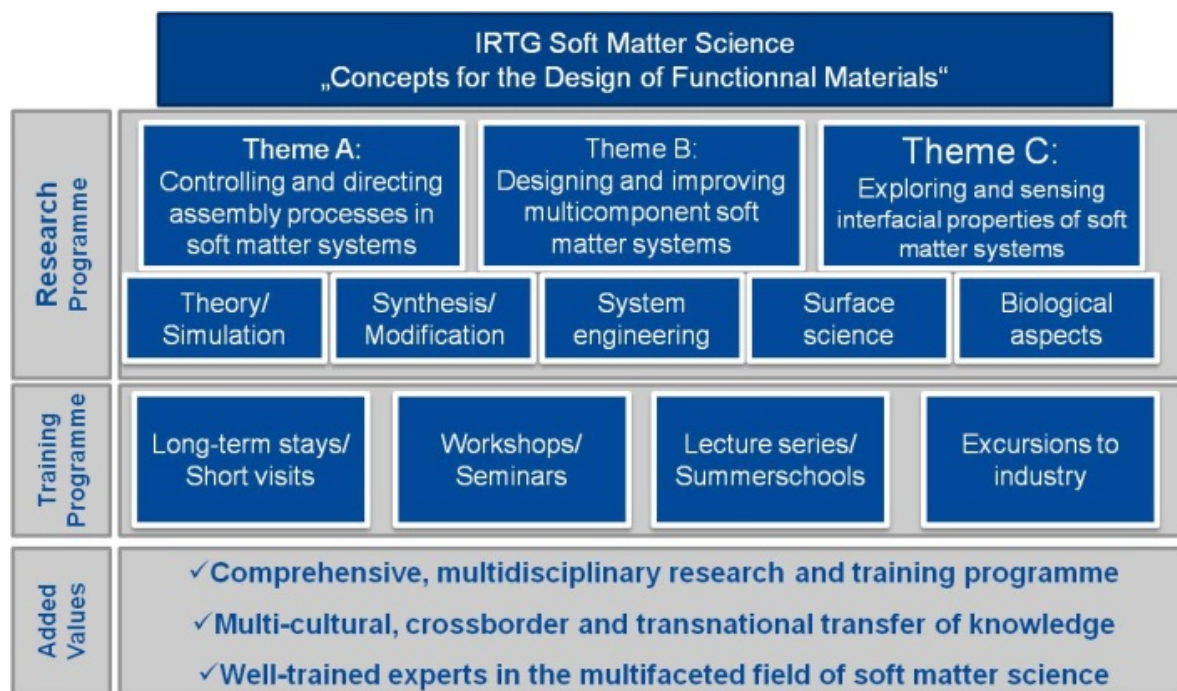 IRTG Soft Matter Science
„Concepts for the Design of Functionnal Materials“
Research
Programme
Theme A:
Controlling and directing
assembly processes in
soft matter systems
Theme B:
Designing and improving
multicomponent soft
matter systems
Theme C:
Exploring and sensing
interfacial properties of soft
matter systems
Theory/
Simulation
Synthesis/
Modification
System
engineering
Surface
science
Biological
aspects
Training
Programme
Long-term stays/
Short visits
Workshops/
Seminars
Lecture series/
Summerschools
Excursions to
industry
Added
Values
✓Comprehensive, multidisciplinary research and training programme
✓Multi-cultural, crossborder and transnational transfer of knowledge
✓Well-trained experts in the multifaceted field of soft matter science